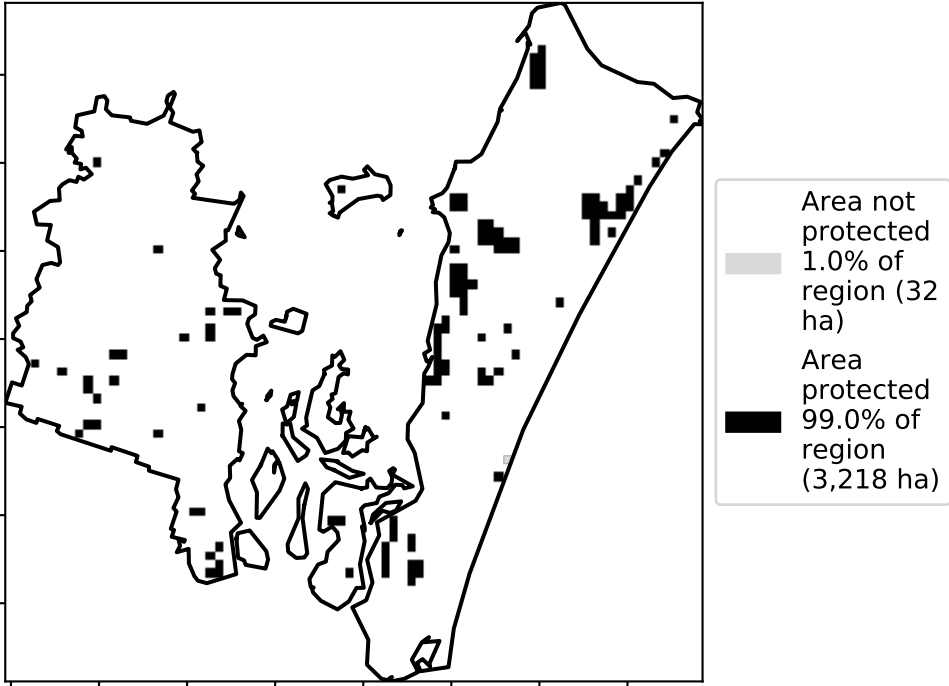 Area not
protected
1.0% of
region (32
ha)
Area
protected
99.0% of
region
(3,218 ha)